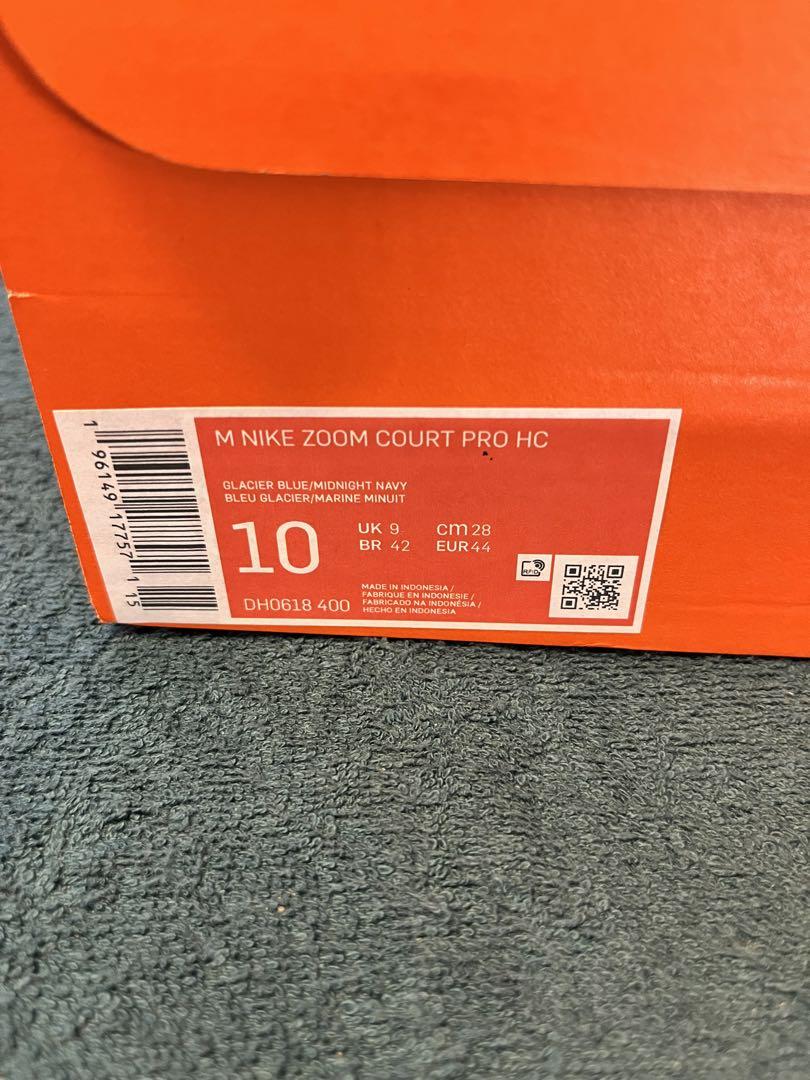 M NIKE ZOOM COURT PRO HC
GLACIER BLUE/MIDNIGHT NAVY
BLEU GLACIER/MARINE MINUIT
10
UK 9 cm 28
BR 42 EUR 44
DH0618 400
MADE IN INDONESIA /
FABRIQUE EN INDONESIE /
FABRICADO NA INDONÉSIA /
HECHO EN INDONESIA
RFID
1 96149 17757 1 15